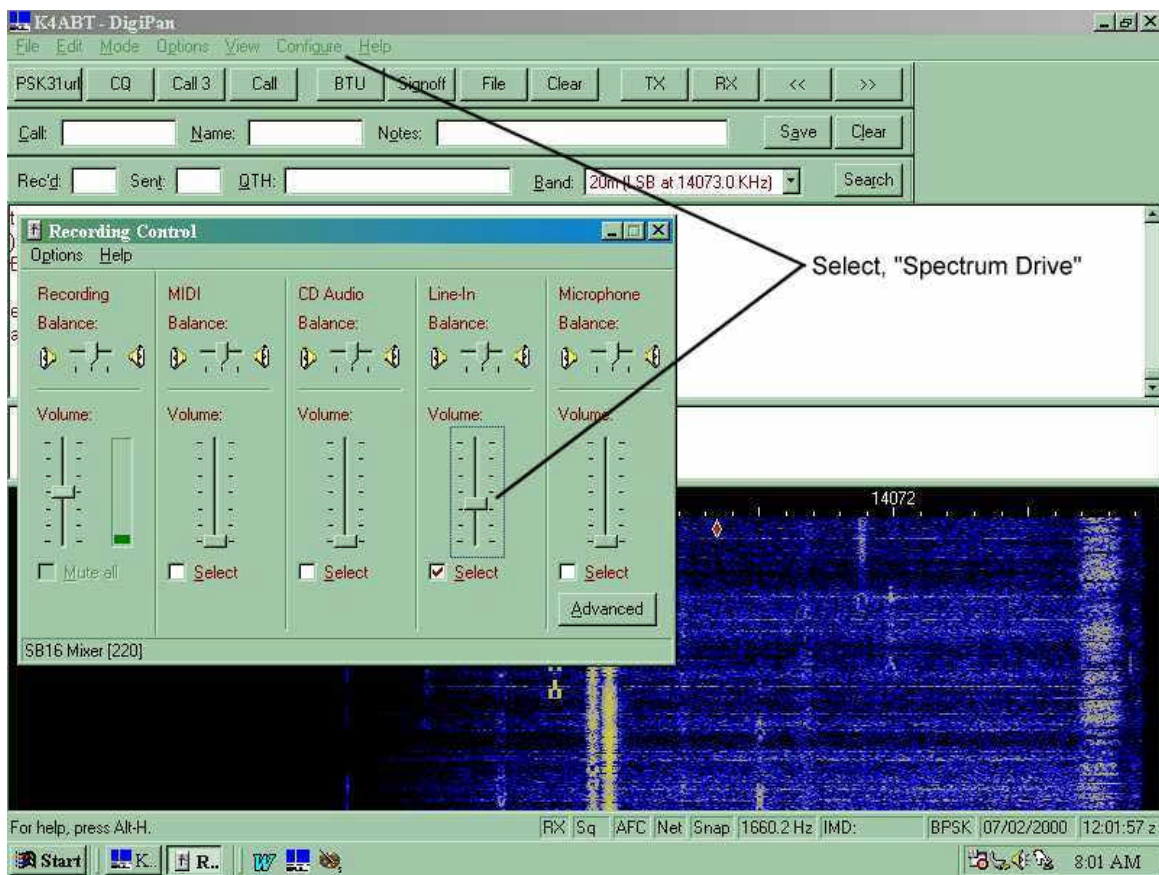 K4ABT - DigiPan
File Edit Mode Options View Configure Help
PSK31url CQ Call 3 Call BTU Signoff File Clear TX RX << >>
Call: Name: Notes: Save Clear
Rec'd: Sent: QTH: Band: 20m (LSB at 14073.0 KHz) Search
Recording Control
Options Help
Select, "Spectrum Drive"
Recording MIDI CD Audio Line-In Microphone
Balance: Balance: Balance: Balance: Balance:
Volume: Volume: Volume: Volume: Volume:
14072
Mute all Select Select Select Select
Advanced
SB16 Mixer [220]
For help, press Alt-H. RX Sq AFC Net Snap 1660.2 Hz IMD: BPSK 07/02/2000 12:01:57 z
Start K.. R.. 8:01 AM